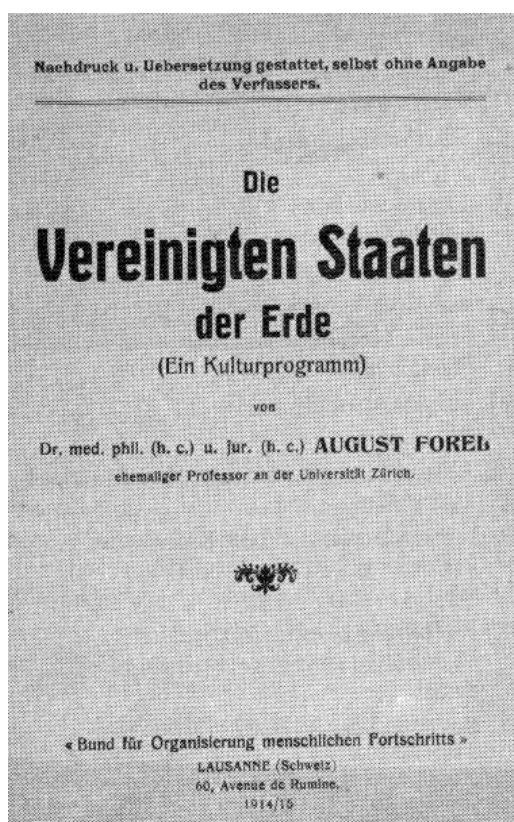 Nachdruck u. Uebersetzung gestattet, selbst ohne Angabe
des Verfassers.
Die
Vereinigten Staaten
der Erde
(Ein Kulturprogramm)
von
Dr. med. phil. (h. c.) u. jur. (h. c.) AUGUST FOREL
ehemaliger Professor an der Universität Zürich.
« Bund für Organisierung menschlichen Fortschritts »
LAUSANNE (Schweiz)
60, Avenue de Rumine.
1914/15